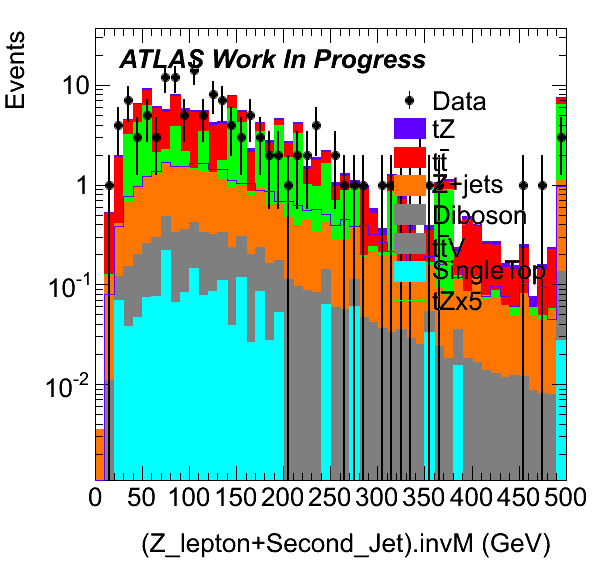 Events
ATLAS Work In Progress
10
1
10⁻¹
10⁻²
Data
tZ
tt̄
Z+jets
Diboson
tt̄V
SingleTop
tZx5
0 50 100 150 200 250 300 350 400 450 500
(Z_lepton+Second_Jet).invM (GeV)